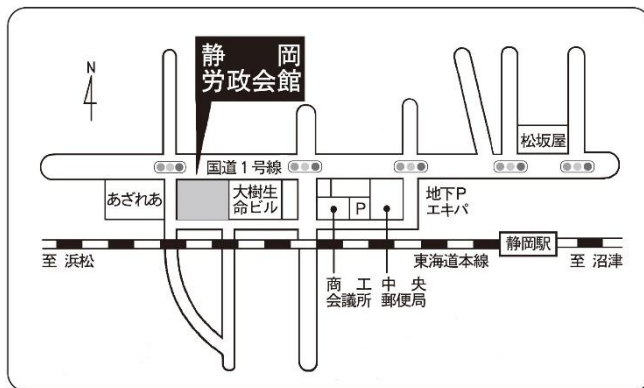 静岡
労政会館
N
松坂屋
国道1号線
あざれあ
大樹生
命ビル
P
地下P
エキパ
静岡駅
至 浜松
東海道本線
至 沼津
商工
会議所
中央
郵便局